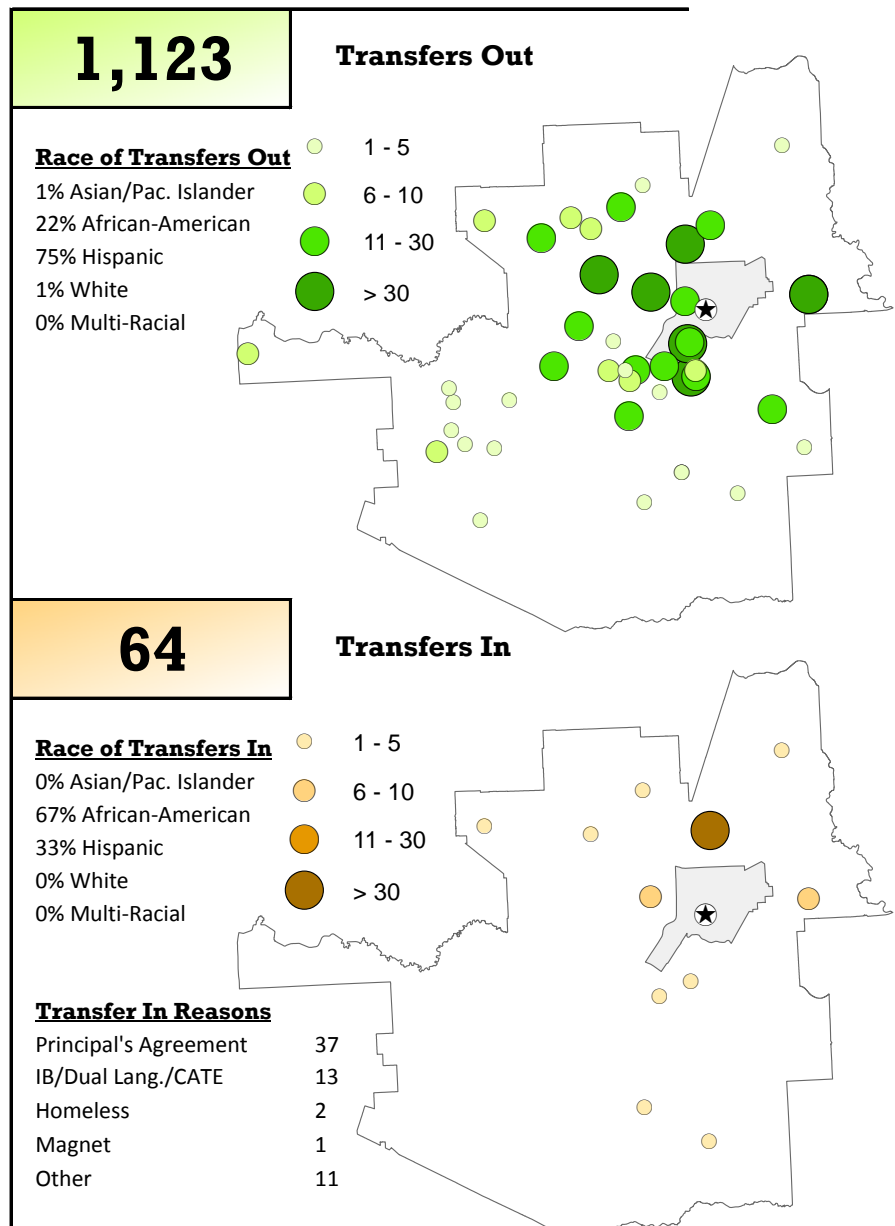 1,123
Transfers Out
Race of Transfers Out
1% Asian/Pac. Islander
22% African-American
75% Hispanic
1% White
0% Multi-Racial
1 - 5
6 - 10
11 - 30
> 30
64
Transfers In
Race of Transfers In
0% Asian/Pac. Islander
67% African-American
33% Hispanic
0% White
0% Multi-Racial
1 - 5
6 - 10
11 - 30
> 30
Transfer In Reasons
Principal's Agreement 37
IB/Dual Lang./CATE 13
Homeless 2
Magnet 1
Other 11